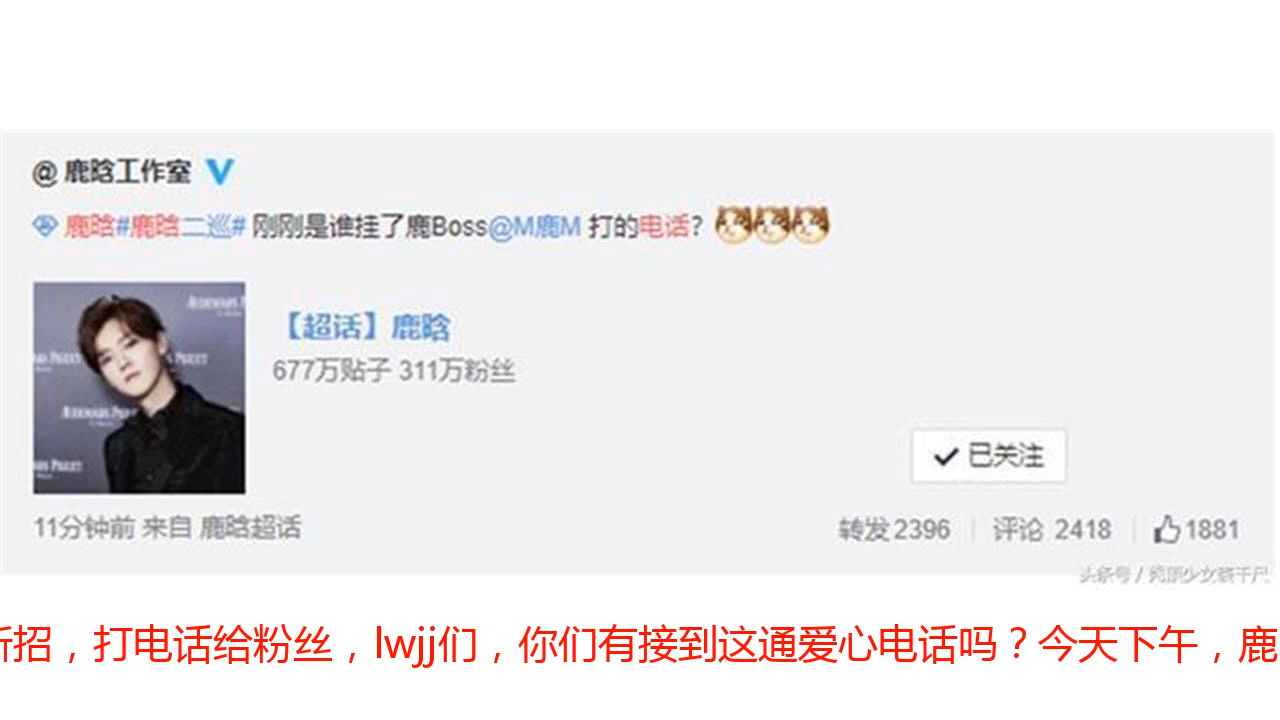 @ 鹿晗工作室
鹿晗#鹿晗二巡# 刚刚是谁挂了鹿Boss@M鹿M 打的电话?
【超话】鹿晗
677万贴子 311万粉丝
已关注
11分钟前 来自 鹿晗超话
转发 2396 评论 2418 1881
头条号 /
招，打电话给粉丝，lwjj们，你们有接到这通爱心电话吗？今天下午，鹿